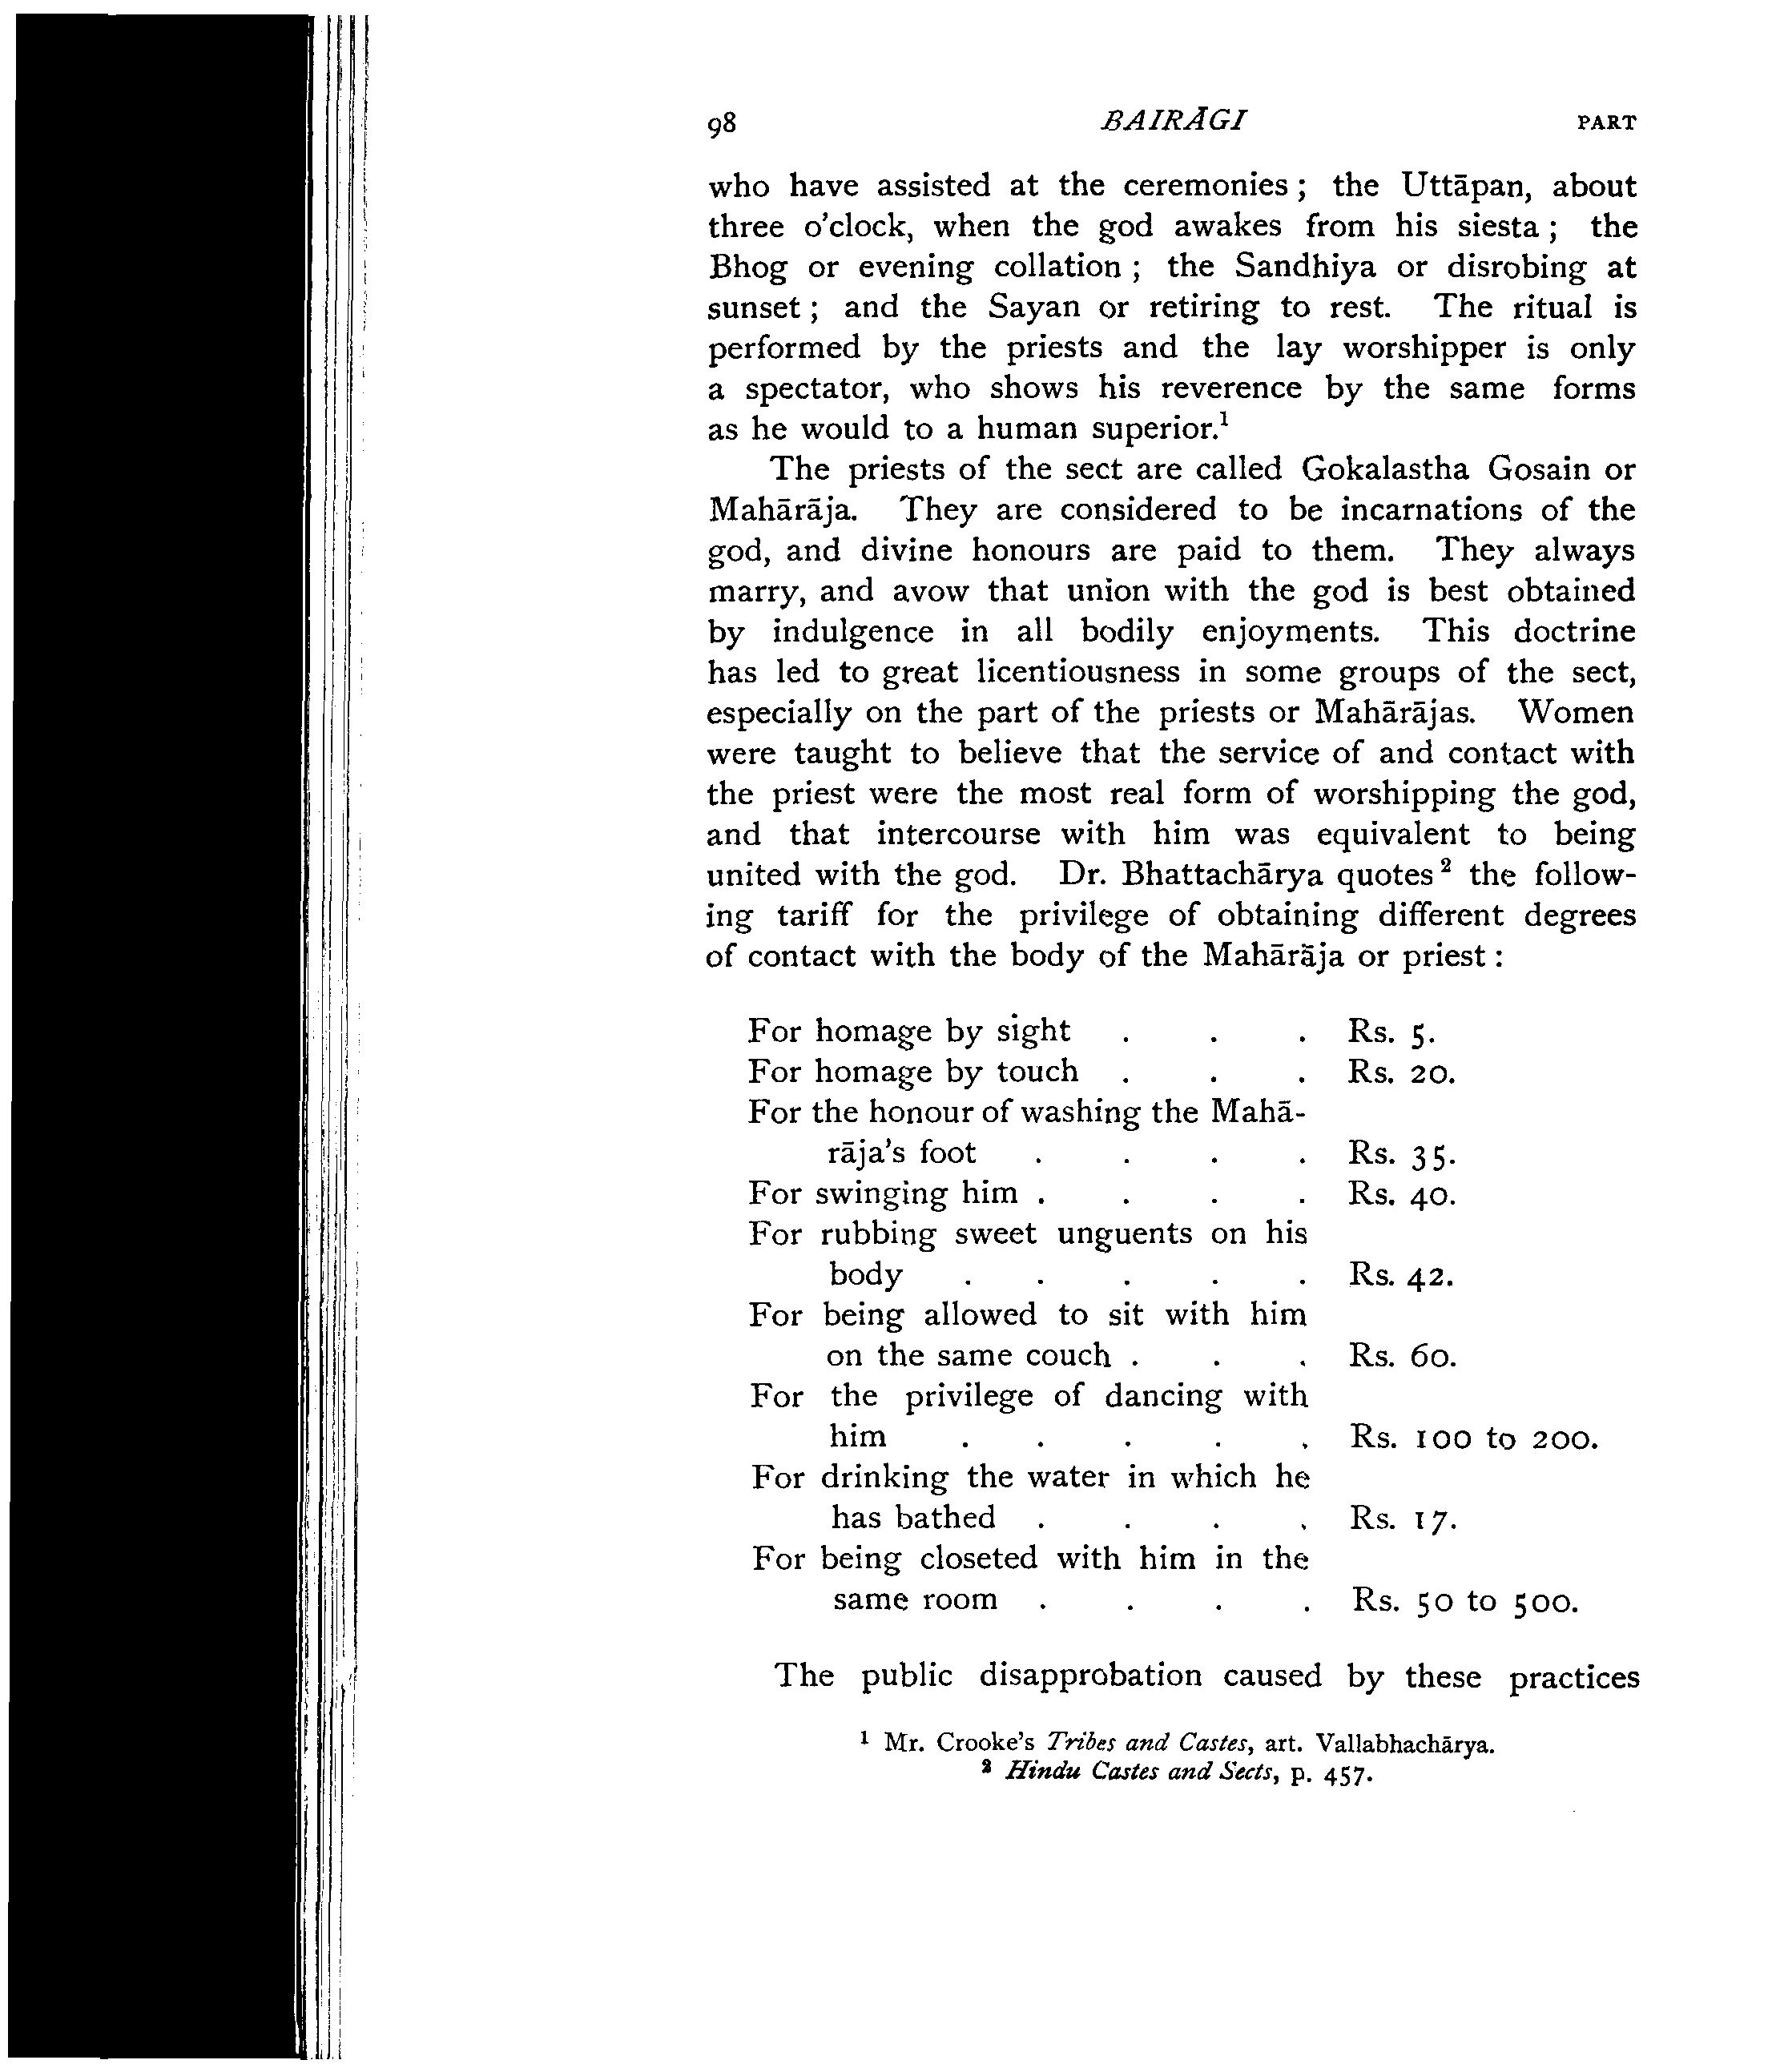 98 BAIRĀGI PART
who have assisted at the ceremonies ; the Uttāpan, about
three o'clock, when the god awakes from his siesta ; the
Bhog or evening collation ; the Sandhiya or disrobing at
sunset ; and the Sayan or retiring to rest. The ritual is
performed by the priests and the lay worshipper is only
a spectator, who shows his reverence by the same forms
as he would to a human superior.¹
The priests of the sect are called Gokalastha Gosain or
Mahārāja. They are considered to be incarnations of the
god, and divine honours are paid to them. They always
marry, and avow that union with the god is best obtained
by indulgence in all bodily enjoyments. This doctrine
has led to great licentiousness in some groups of the sect,
especially on the part of the priests or Mahārājas. Women
were taught to believe that the service of and contact with
the priest were the most real form of worshipping the god,
and that intercourse with him was equivalent to being
united with the god. Dr. Bhattachārya quotes ² the follow-
ing tariff for the privilege of obtaining different degrees
of contact with the body of the Mahārāja or priest :
For homage by sight . . . Rs. 5.
For homage by touch . . . Rs. 20.
For the honour of washing the Mahā-
rāja's foot . . . . Rs. 35.
For swinging him . . . . Rs. 40.
For rubbing sweet unguents on his
body . . . . . Rs. 42.
For being allowed to sit with him
on the same couch . . . Rs. 60.
For the privilege of dancing with
him . . . . . Rs. 100 to 200.
For drinking the water in which he
has bathed . . . . Rs. 17.
For being closeted with him in the
same room . . . . Rs. 50 to 500.
The public disapprobation caused by these practices
¹ Mr. Crooke's Tribes and Castes, art. Vallabhachārya.
² Hindu Castes and Sects, p. 457.